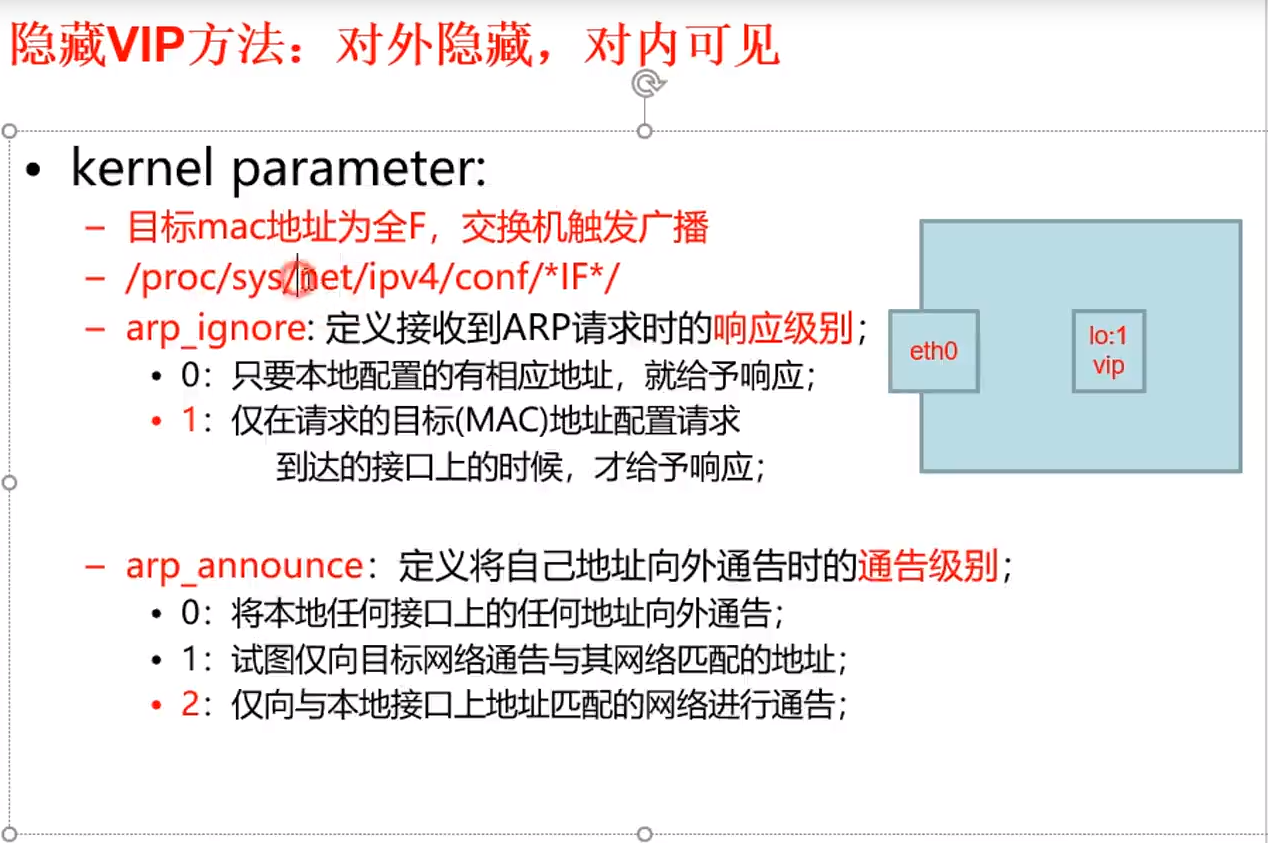 隐藏VIP方法：对外隐藏，对内可见
• kernel parameter:
– 目标mac地址为全F，交换机触发广播
– /proc/sys/net/ipv4/conf/*IF*/
– arp_ignore: 定义接收到ARP请求时的响应级别；
• 0：只要本地配置的有相应地址，就给予响应；
• 1：仅在请求的目标(MAC)地址配置请求
到达的接口上的时候，才给予响应；
eth0
lo:1
vip
– arp_announce：定义将自己地址向外通告时的通告级别；
• 0：将本地任何接口上的任何地址向外通告；
• 1：试图仅向目标网络通告与其网络匹配的地址；
• 2：仅向与本地接口上地址匹配的网络进行通告；